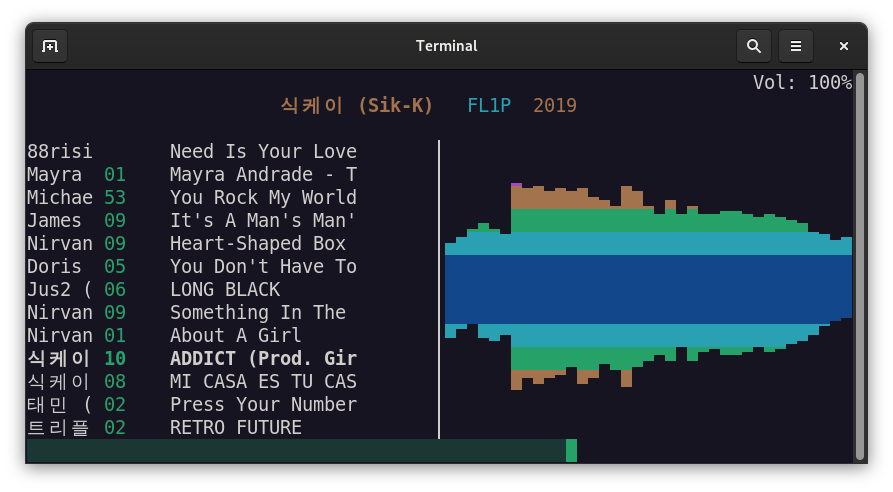 Terminal
Vol: 100%
식케이 (Sik-K) FL1P 2019
88risi Need Is Your Love
Mayra 01 Mayra Andrade - T
Michae 53 You Rock My World
James 09 It's A Man's Man'
Nirvan 09 Heart-Shaped Box
Doris 05 You Don't Have To
Jus2 ( 06 LONG BLACK
Nirvan 09 Something In The
Nirvan 01 About A Girl
식케이 10 ADDICT (Prod. Gir
식케이 08 MI CASA ES TU CAS
태민 ( 02 Press Your Number
트리플 02 RETRO FUTURE